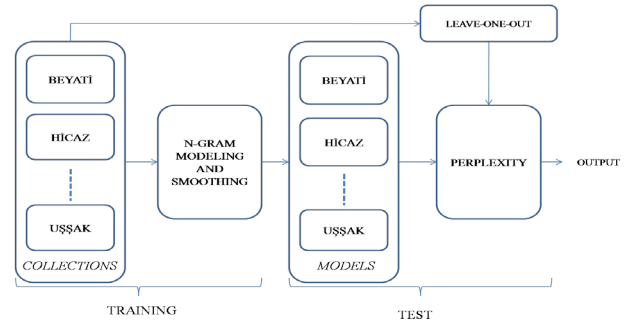 LEAVE-ONE-OUT
BEYATİ
HİCAZ
UŞŞAK
COLLECTIONS
N-GRAM
MODELING
AND
SMOOTHING
BEYATİ
HİCAZ
UŞŞAK
MODELS
PERPLEXITY
OUTPUT
TRAINING
TEST